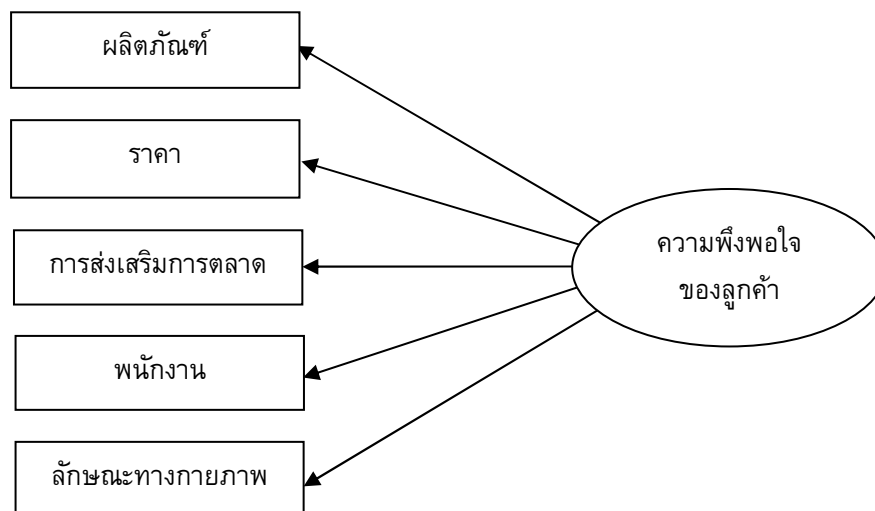 ผลิตภัณฑ์
ราคา
การส่งเสริมการตลาด
พนักงาน
ลักษณะทางกายภาพ
ความพึงพอใจ
ของลูกค้า